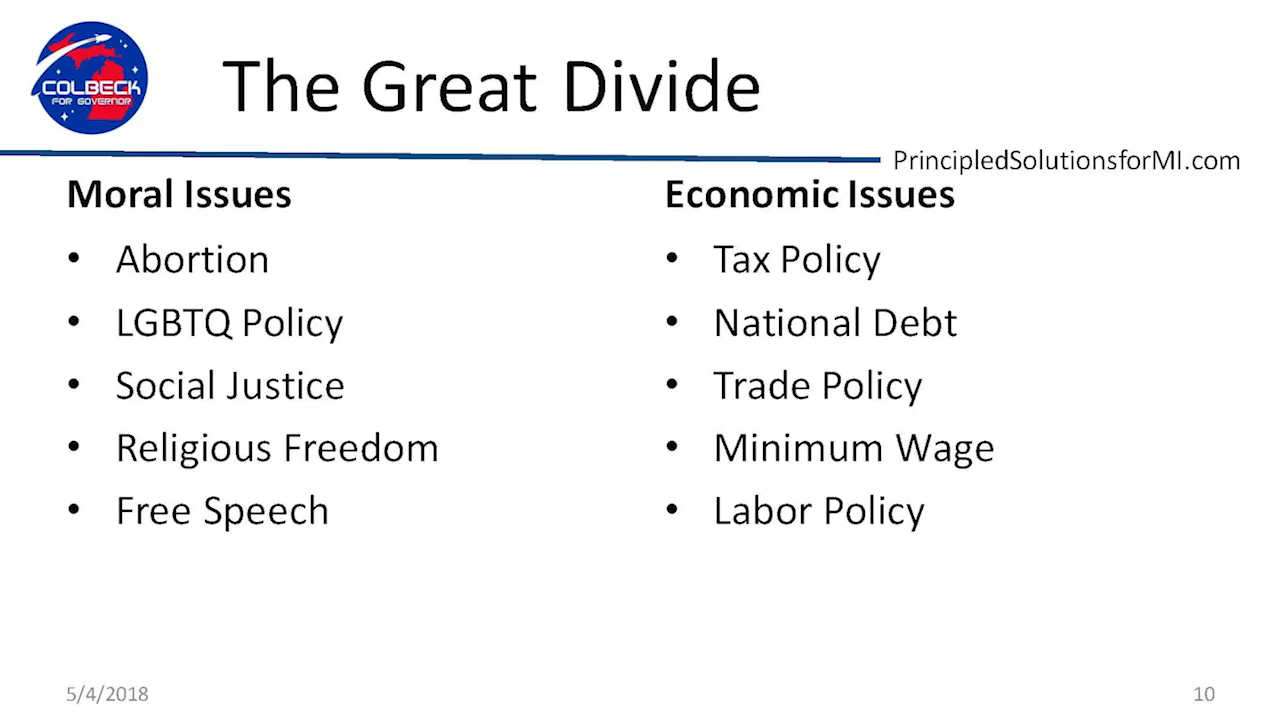 COLBECK
FOR GOVERNOR
The Great Divide
PrincipledSolutionsforMI.com
Moral Issues
• Abortion
• LGBTQ Policy
• Social Justice
• Religious Freedom
• Free Speech
Economic Issues
• Tax Policy
• National Debt
• Trade Policy
• Minimum Wage
• Labor Policy
5/4/2018
10